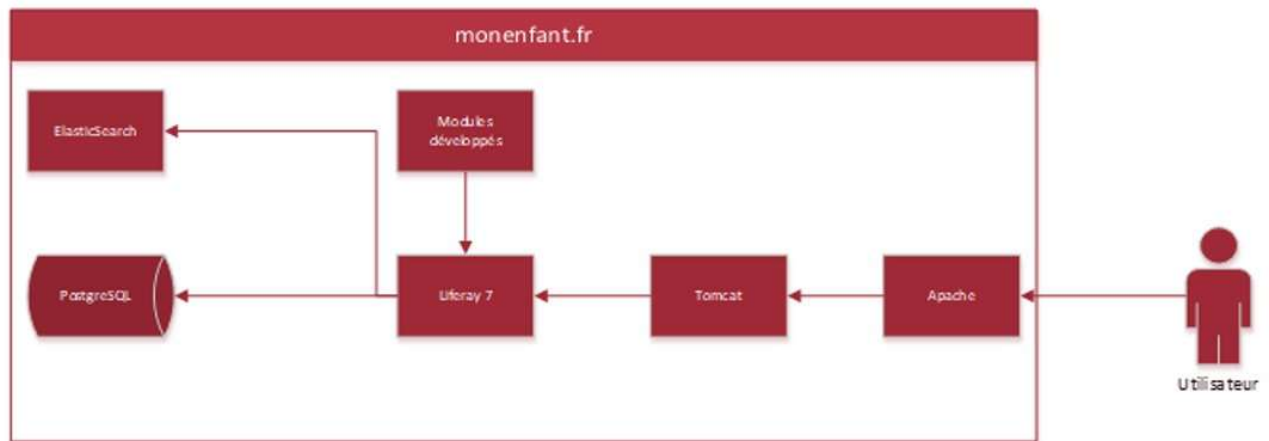 monenfant.fr
ElasticSearch
Modules
développés
PostgreSQL
Liferay 7
Tomcat
Apache
Utilisateur